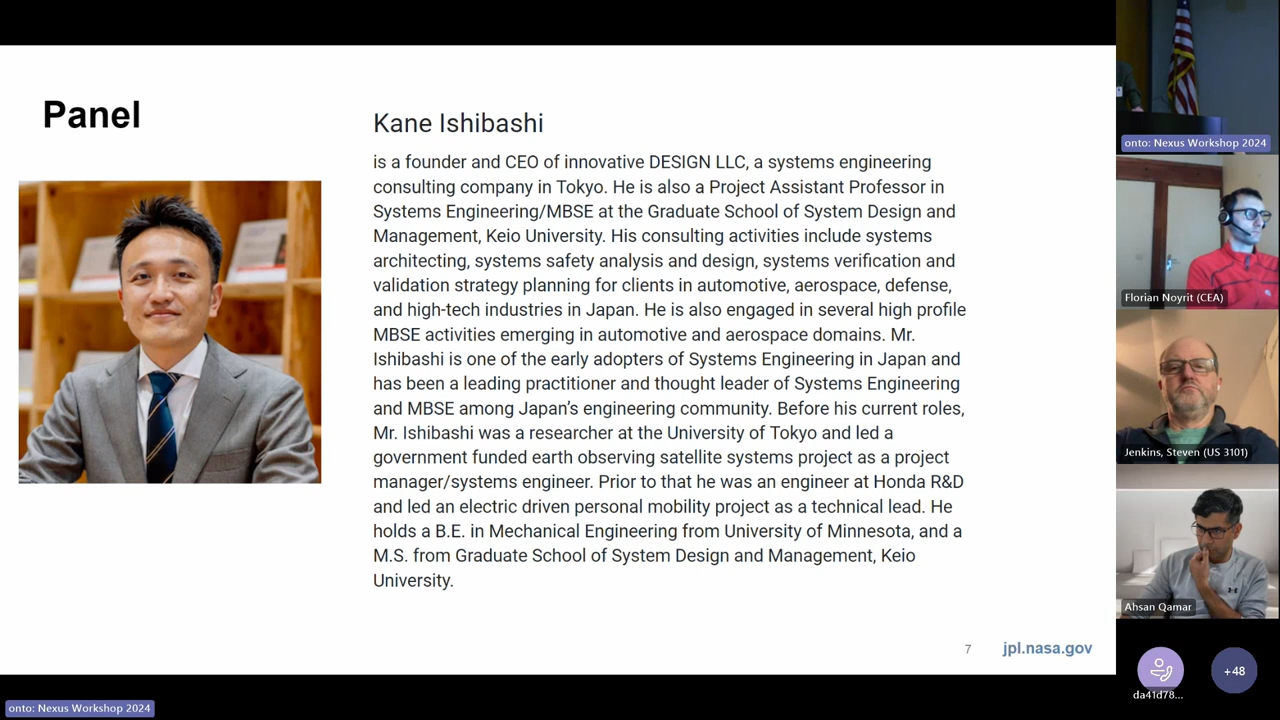 Panel
Kane Ishibashi
is a founder and CEO of innovative DESIGN LLC, a systems engineering
consulting company in Tokyo. He is also a Project Assistant Professor in
Systems Engineering/MBSE at the Graduate School of System Design and
Management, Keio University. His consulting activities include systems
architecting, systems safety analysis and design, systems verification and
validation strategy planning for clients in automotive, aerospace, defense,
and high-tech industries in Japan. He is also engaged in several high profile
MBSE activities emerging in automotive and aerospace domains. Mr.
Ishibashi is one of the early adopters of Systems Engineering in Japan and
has been a leading practitioner and thought leader of Systems Engineering
and MBSE among Japan’s engineering community. Before his current roles,
Mr. Ishibashi was a researcher at the University of Tokyo and led a
government funded earth observing satellite systems project as a project
manager/systems engineer. Prior to that he was an engineer at Honda R&D
and led an electric driven personal mobility project as a technical lead. He
holds a B.E. in Mechanical Engineering from University of Minnesota, and a
M.S. from Graduate School of System Design and Management, Keio
University.
7 jpl.nasa.gov
onto: Nexus Workshop 2024
onto: Nexus Workshop 2024
Florian Noyrit (CEA)
Jenkins, Steven (US 3101)
Ahsan Qamar
da41d78...
+48